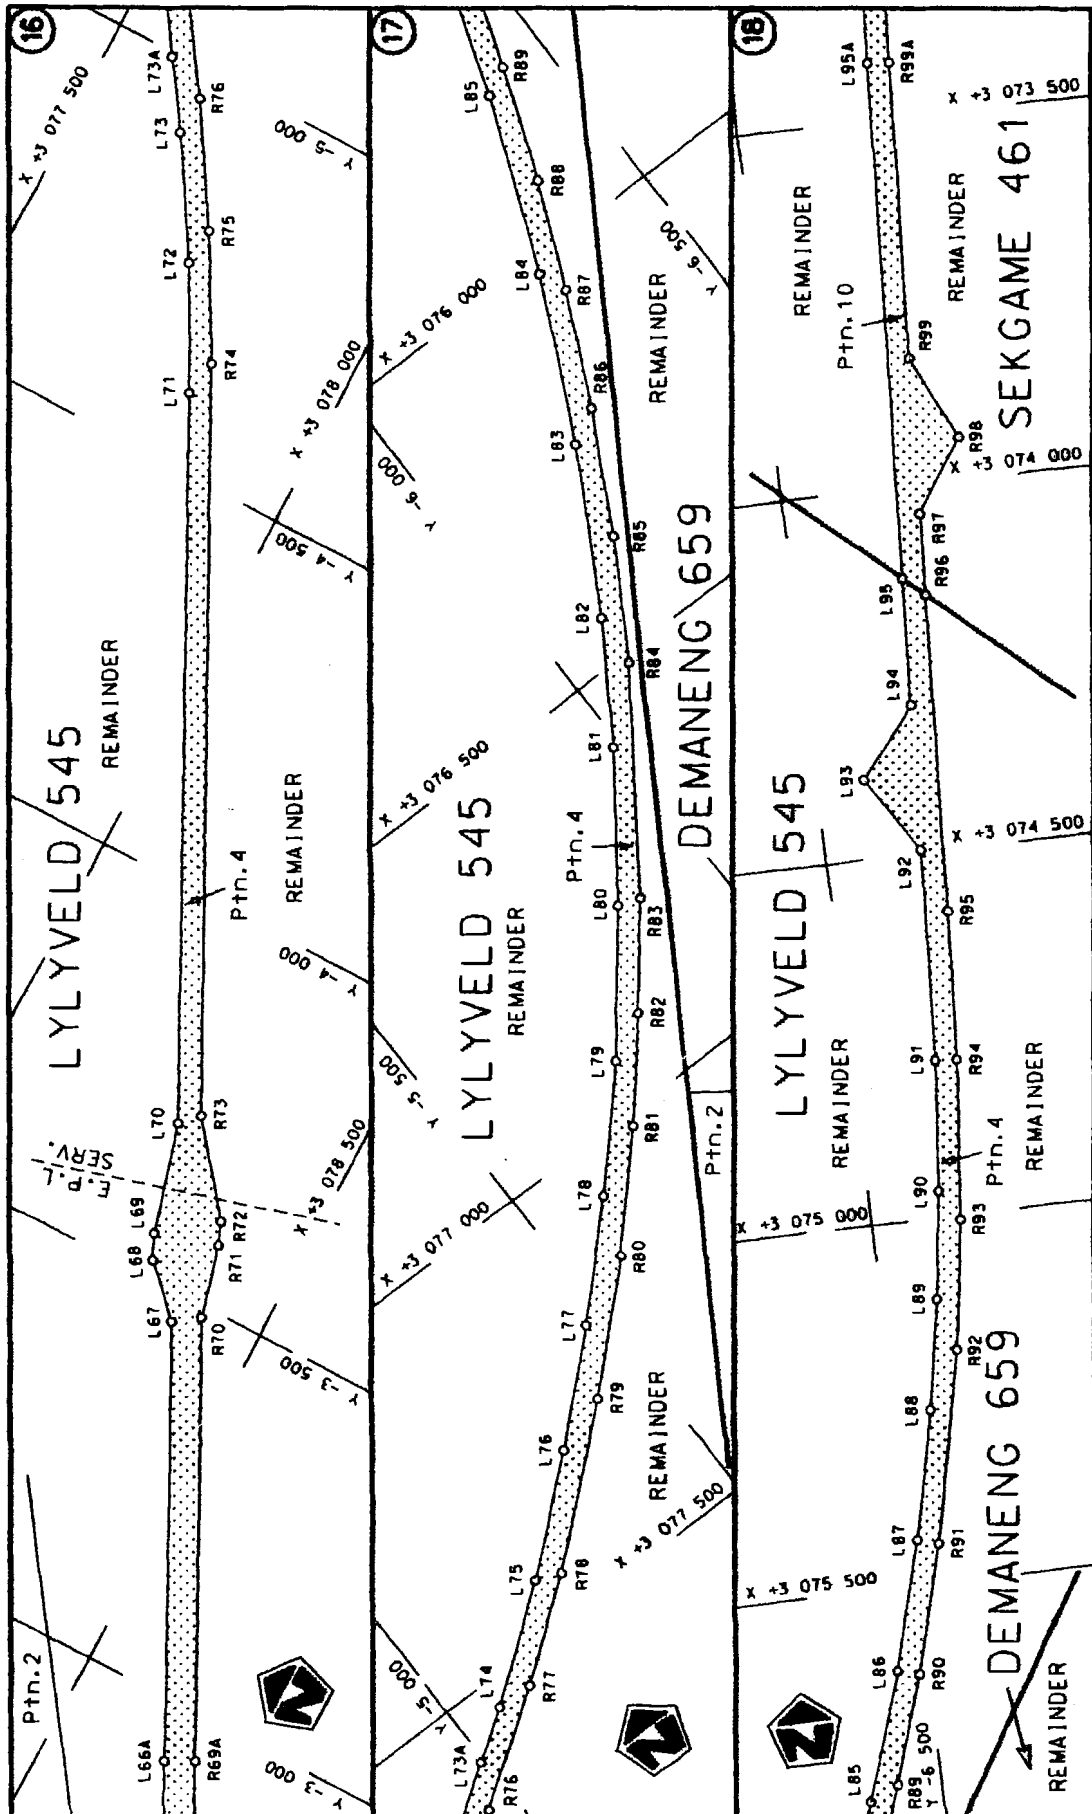 16
Ptn.2
L66A
R69A
Y -3 000
L67
L68
L69
L70
R70
R71
R72
R73
Y -3 500
E.P.L
SERV.
X +3 078 500
LYLYVELD 545
REMAINDER
Ptn.4
REMAINDER
Y -4 000
Y -4 500
X +3 078 000
L71
L72
L73
L73A
R74
R75
R76
Y -5 000
X +3 077 500
17
L73A
R76
L74
R77
Y -5 000
L75
R78
L76
R79
L77
R80
X +3 077 500
REMAINDER
X +3 077 000
L78
R81
L79
R82
Y -5 500
Ptn.2
LYLYVELD 545
REMAINDER
L80
R83
Ptn.4
X +3 076 500
L81
R84
L82
R85
DEMANENG 659
L83
R86
Y -6 000
X +3 076 000
REMAINDER
L84
R87
R88
L85
R89
Y -6 500
18
L85
R89
Y -6 500
L86
R90
REMAINDER
DEMANENG 659
X +3 075 500
L87
R91
L88
R92
L89
R93
L90
X +3 075 000
Ptn.4
REMAINDER
REMAINDER
L91
R94
LYLYVELD 545
R95
L92
L93
L94
X +3 074 500
L95
R96
R97
R98
R99
X +3 074 000
SEKGAME 461
Ptn.10
REMAINDER
REMAINDER
L95A
R99A
X +3 073 500